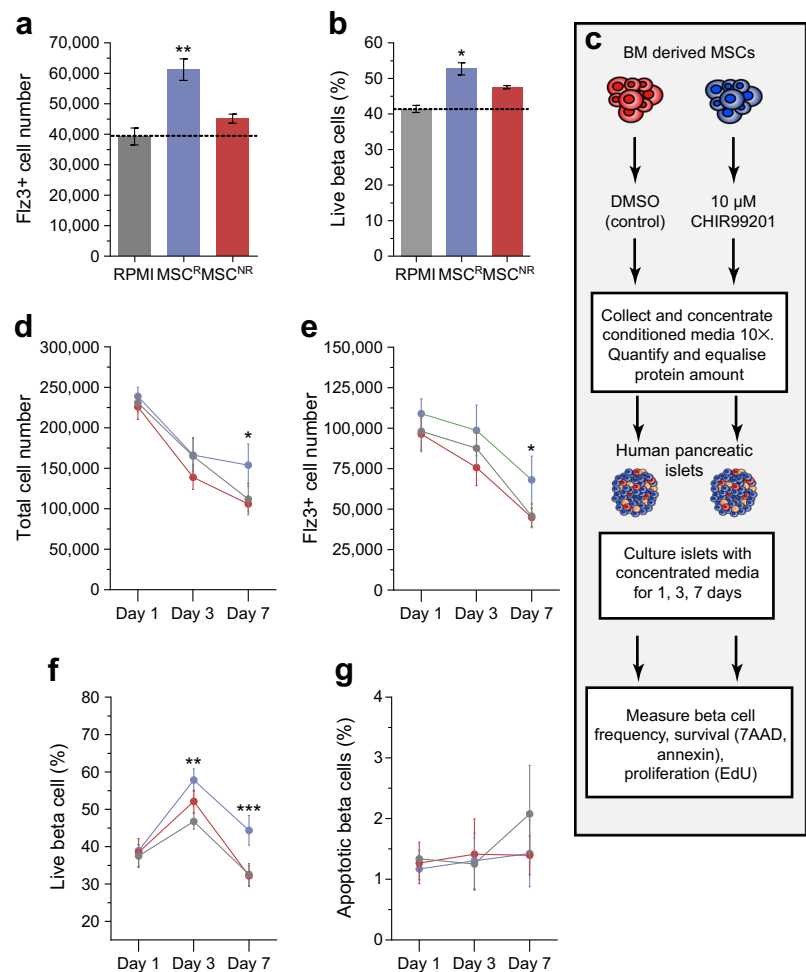 a
Flz3+ cell number
70,000
60,000
50,000
40,000
30,000
20,000
10,000
0
**
RPMI MSCᴿ MSCᴺᴿ
b
Live beta cells (%)
60
50
40
30
20
10
0
*
RPMI MSCᴿ MSCᴺᴿ
c
BM derived MSCs
DMSO
(control)
10 µM
CHIR99201
Collect and concentrate
conditioned media 10×.
Quantify and equalise
protein amount
Human pancreatic
islets
Culture islets with
concentrated media
for 1, 3, 7 days
Measure beta cell
frequency, survival (7AAD,
annexin),
proliferation (EdU)
d
Total cell number
300,000
250,000
200,000
150,000
100,000
50,000
0
*
Day 1 Day 3 Day 7
e
Flz3+ cell number
150,000
125,000
100,000
75,000
50,000
25,000
0
*
Day 1 Day 3 Day 7
f
Live beta cell (%)
80
70
60
50
40
30
20
**
***
Day 1 Day 3 Day 7
g
Apoptotic beta cells (%)
4
3
2
1
0
Day 1 Day 3 Day 7